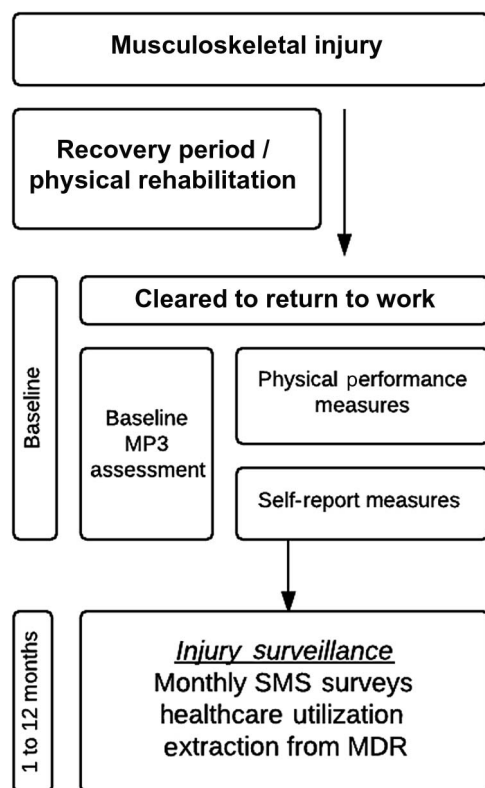 Musculoskeletal injury
Recovery period /
physical rehabilitation
Cleared to return to work
Baseline
Baseline
MP3
assessment
Physical performance
measures
Self-report measures
1 to 12 months
Injury surveillance
Monthly SMS surveys
healthcare utilization
extraction from MDR